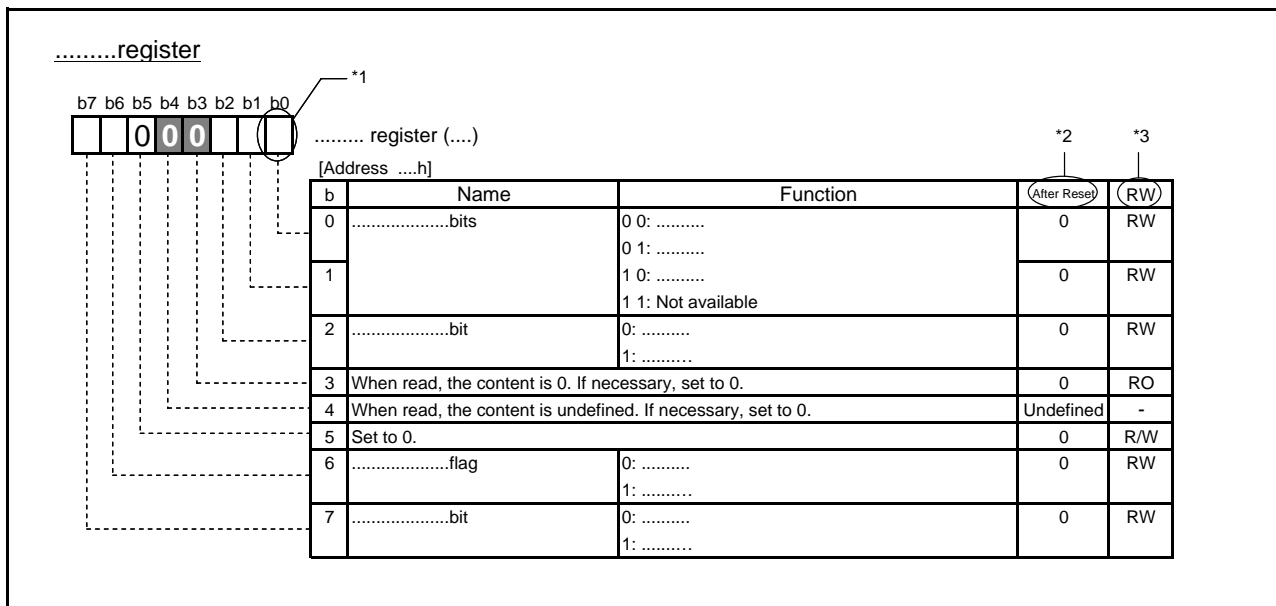 .........register
*1
b7 b6 b5 b4 b3 b2 b1 b0
0 0 0
......... register (....)
*2 *3
[Address ....h]
b Name Function After Reset RW
0 ....................bits 0 0: .......... 0 RW
0 1: ..........
1 1 0: .......... 0 RW
1 1: Not available
2 ....................bit 0: .......... 0 RW
1: ..........
3 When read, the content is 0. If necessary, set to 0. 0 RO
4 When read, the content is undefined. If necessary, set to 0. Undefined -
5 Set to 0. 0 R/W
6 ....................flag 0: .......... 0 RW
1: ..........
7 ....................bit 0: .......... 0 RW
1: ..........